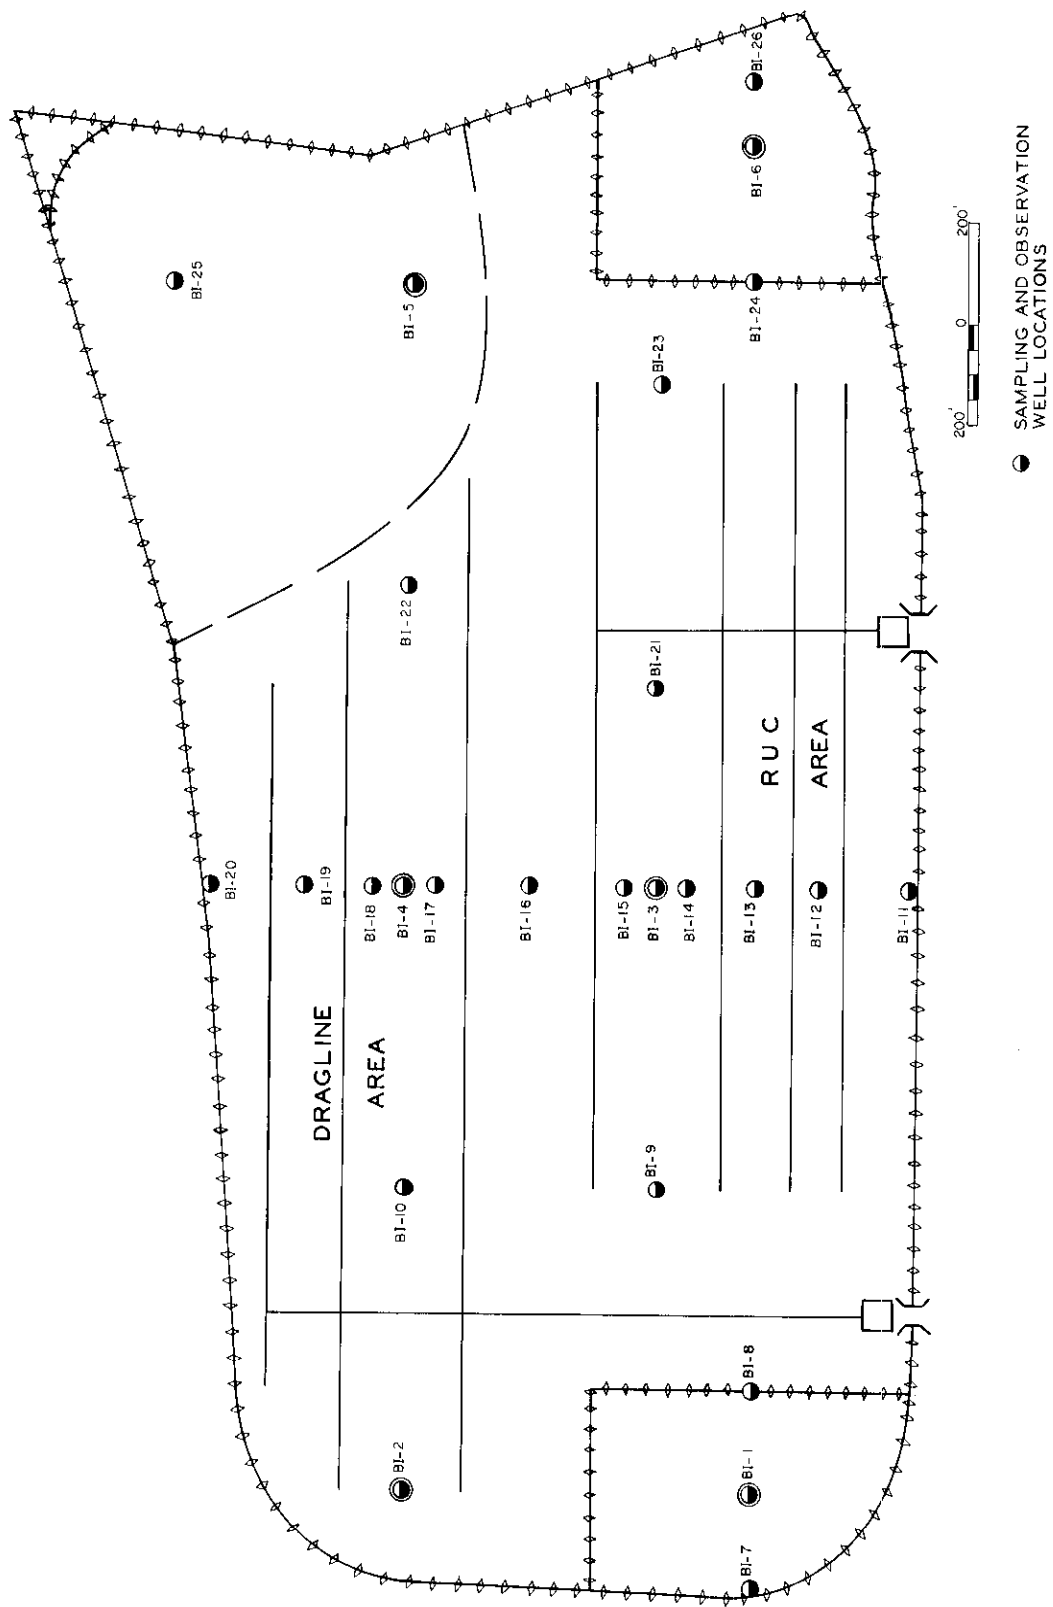 BI-26
BI-6
BI-25
BI-5
BI-24
BI-23
BI-22
BI-21
RUC
AREA
BI-20
BI-19
BI-18
BI-4
BI-17
BI-16
BI-15
BI-3
BI-14
BI-13
BI-12
BI-11
DRAGLINE
AREA
BI-10
BI-9
BI-8
BI-2
BI-1
BI-7
200' 0 200'
SAMPLING AND OBSERVATION
WELL LOCATIONS